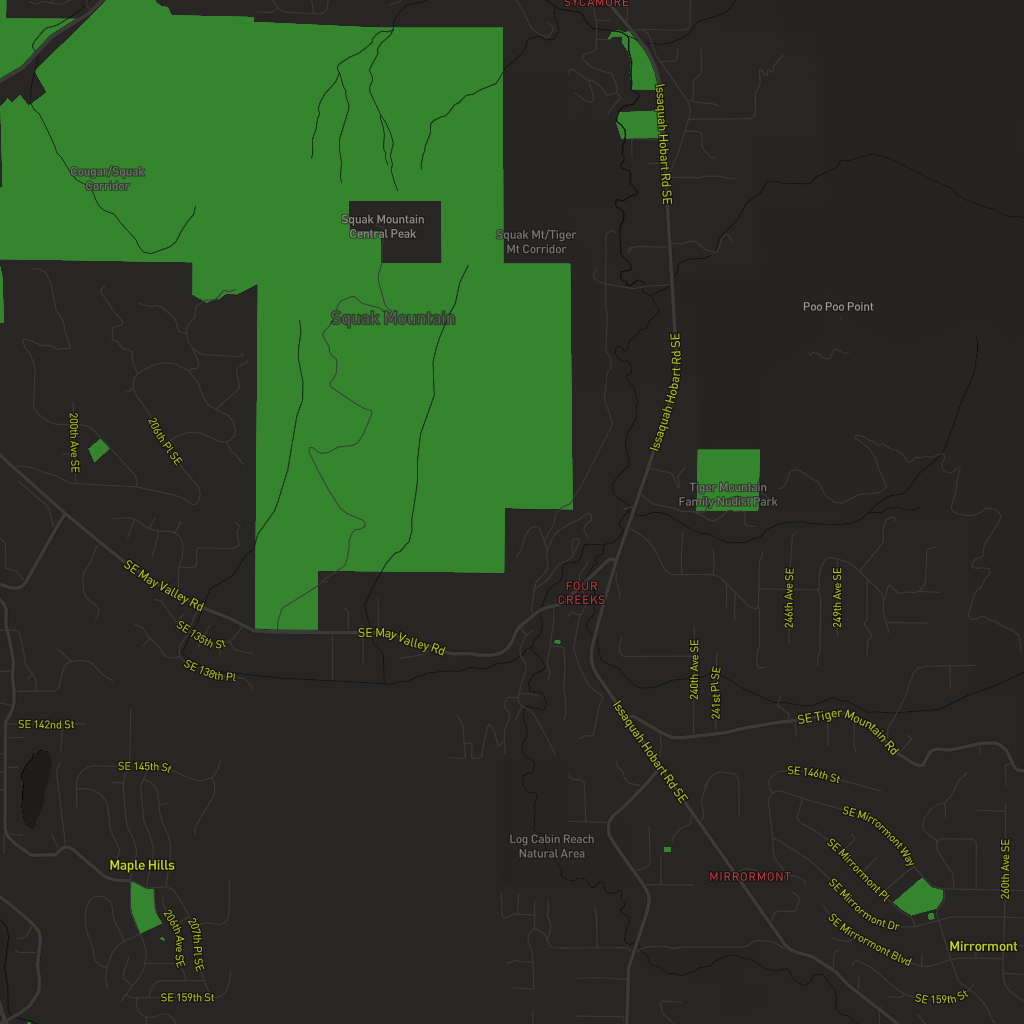 SYCAMORE
Issaquah Hobart Rd SE
Cougar/Squak
Corridor
Squak Mountain
Central Peak
Squak Mt/Tiger
Mt Corridor
Poo Poo Point
Squak Mountain
Issaquah Hobart Rd SE
200th Ave SE
206th Pl SE
Tiger Mountain
Family Nudist Park
SE May Valley Rd
FOUR
CREEKS
246th Ave SE
249th Ave SE
SE 135th St
SE May Valley Rd
SE 138th Pl
240th Ave SE
241st Pl SE
SE 142nd St
Issaquah Hobart Rd SE
SE Tiger Mountain Rd
SE 145th St
SE 146th St
SE Mirrormont Way
Log Cabin Reach
Natural Area
Maple Hills
SE Mirrormont Pl
260th Ave SE
MIRRORMONT
SE Mirrormont Dr
206th Ave SE
207th Pl SE
SE Mirrormont Blvd
Mirrormont
SE 159th St
SE 159th St